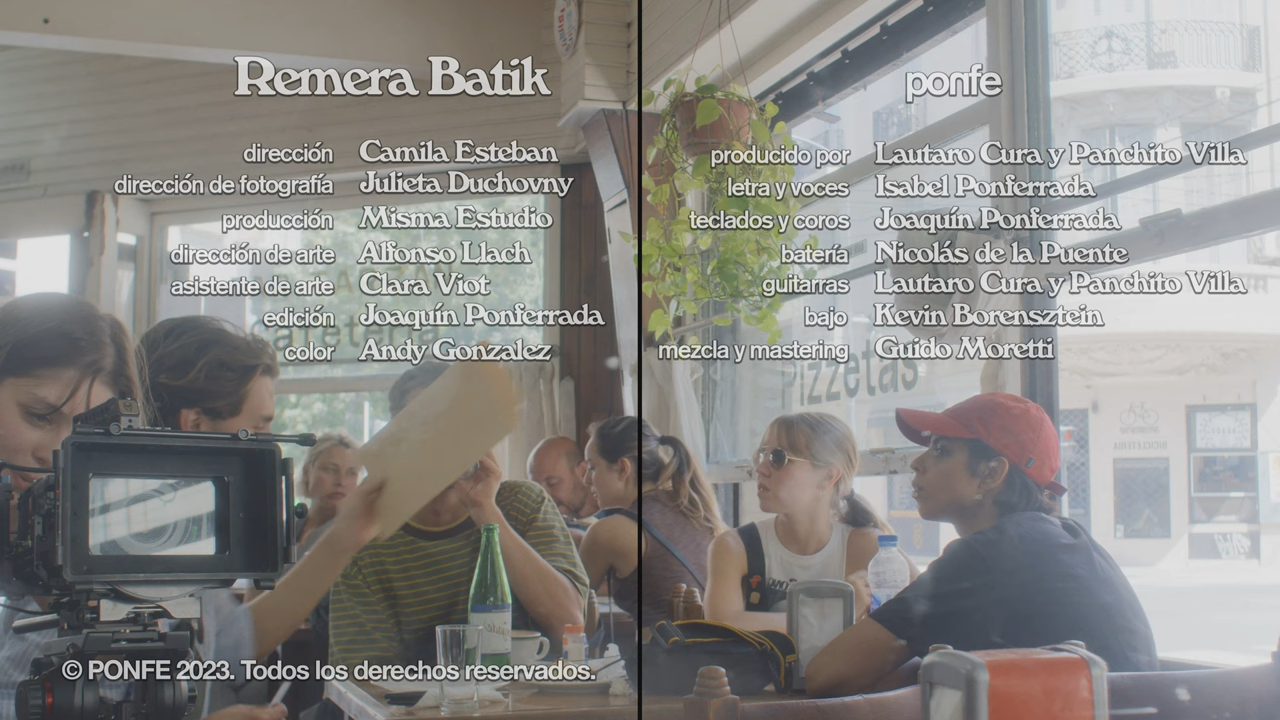 Remera Batik
dirección Camila Esteban
dirección de fotografía Julieta Duchovny
producción Misma Estudio
dirección de arte Alfonso Llach
asistente de arte Clara Viot
edición Joaquín Ponferrada
color Andy Gonzalez
© PONFE 2023. Todos los derechos reservados.
ponfe
producido por Lautaro Cura y Panchito Villa
letra y voces Isabel Ponferrada
teclados y coros Joaquín Ponferrada
batería Nicolás de la Puente
guitarras Lautaro Cura y Panchito Villa
bajo Kevin Borensztein
mezcla y mastering Guido Moretti
Pizzetas